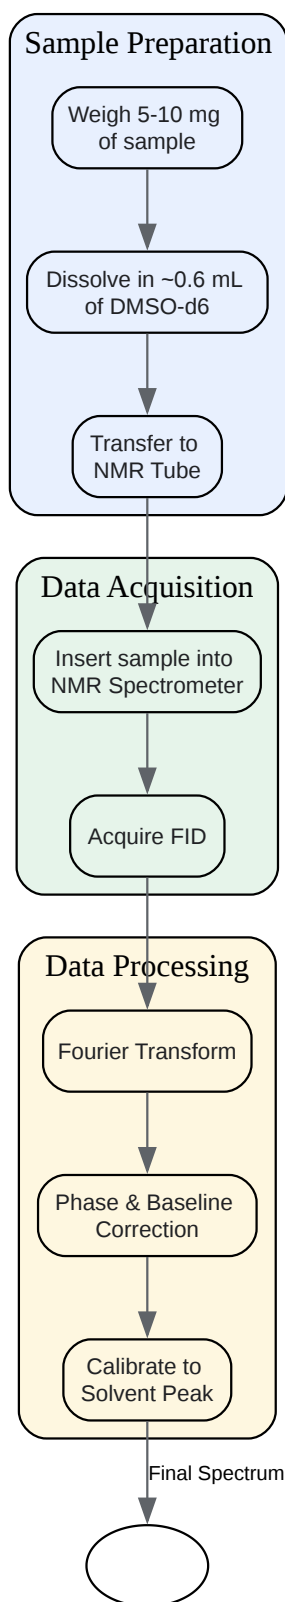 Sample Preparation
Weigh 5-10 mg
of sample
Dissolve in ~0.6 mL
of DMSO-d6
Transfer to
NMR Tube
Data Acquisition
Insert sample into
NMR Spectrometer
Acquire FID
Data Processing
Fourier Transform
Phase & Baseline
Correction
Calibrate to
Solvent Peak
Final Spectrum